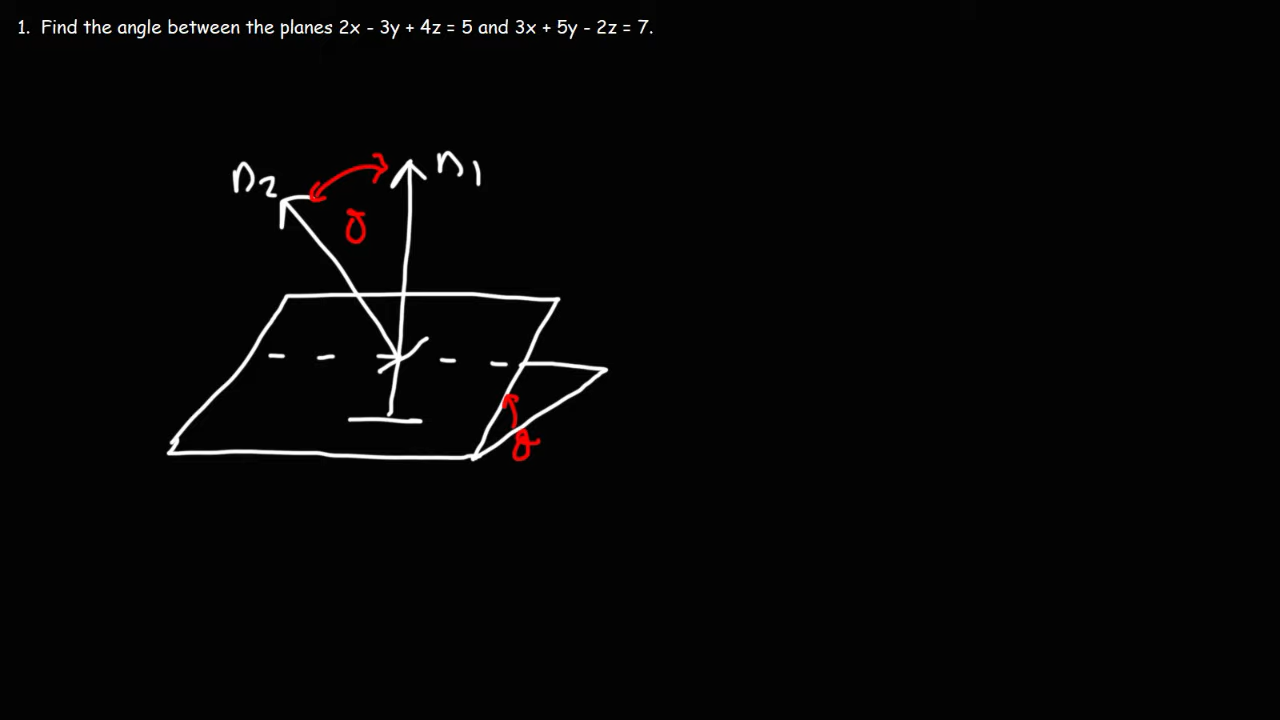 1. Find the angle between the planes 2x - 3y + 4z = 5 and 3x + 5y - 2z = 7.
n2
n1
θ
θ